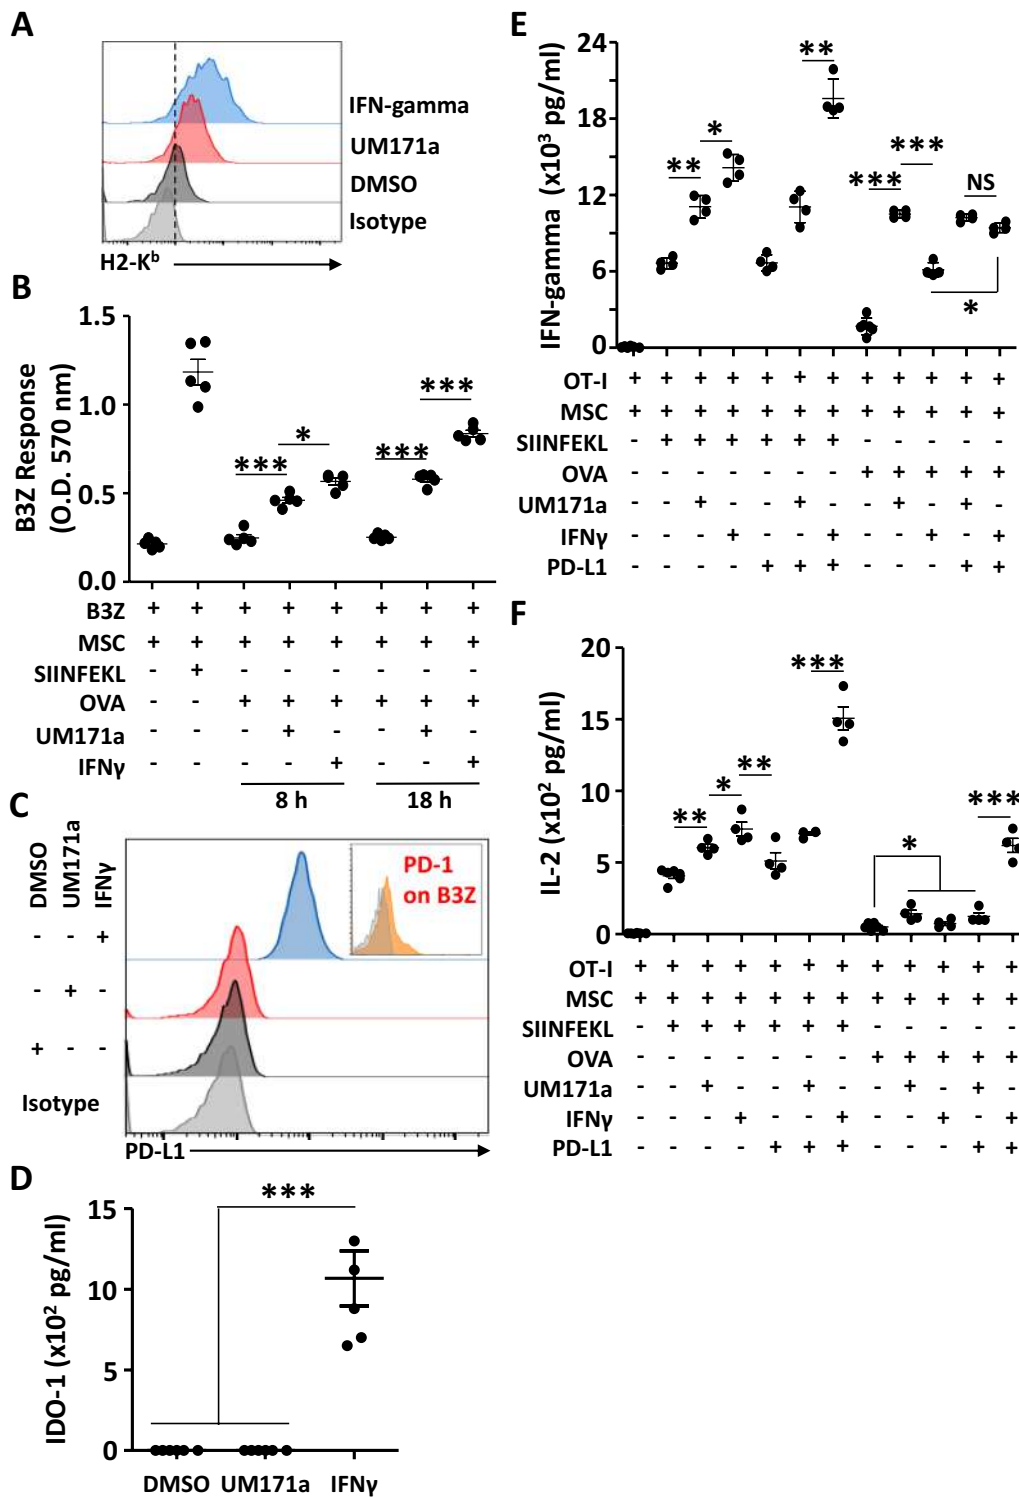 A
IFN-gamma
UM171a
DMSO
Isotype
H2-Kᵇ
B
B3Z Response
(O.D. 570 nm)
1.5
1.0
0.5
0.0
*** * *** ***
B3Z + + + + + + + +
MSC + + + + + + + +
SIINFEKL - + - - - - - -
OVA - - + + + + + +
UM171a - - - + - - + -
IFNγ - - - - + - - +
8 h 18 h
C
DMSO UM171a IFNγ
- - +
- + -
+ - -
Isotype
PD-1
on B3Z
PD-L1
D
IDO-1 (x10² pg/ml)
15
10
5
0
***
DMSO UM171a IFNγ
E
IFN-gamma (x10³ pg/ml)
24
18
12
6
0
** * ** *** *** NS *
OT-I + + + + + + + + + + + +
MSC + + + + + + + + + + + +
SIINFEKL - + + + + + + - - - - -
OVA - - - - - - - + + + + +
UM171a - - + - - + - - + - + -
IFNγ - - - + - - + - - + - +
PD-L1 - - - - + + + - - - + +
F
IL-2 (x10² pg/ml)
20
15
10
5
0
** * ** *** * ***
OT-I + + + + + + + + + + + +
MSC + + + + + + + + + + + +
SIINFEKL - + + + + + + - - - - -
OVA - - - - - - - + + + + +
UM171a - - + - - + - - + - + -
IFNγ - - - + - - + - - + - +
PD-L1 - - - - + + + - - - + +